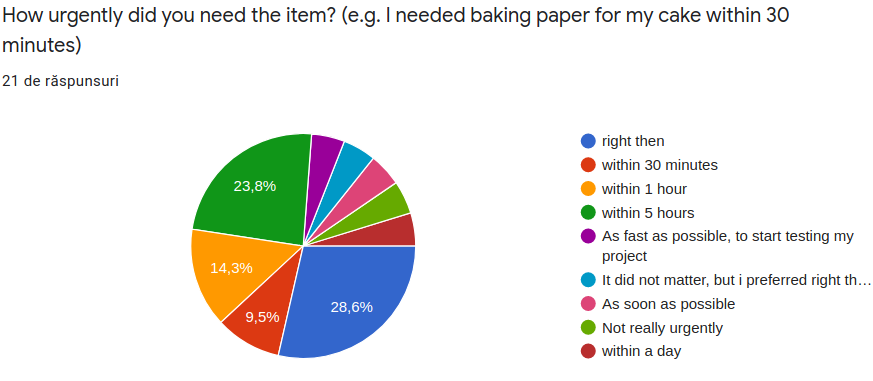 How urgently did you need the item? (e.g. I needed baking paper for my cake within 30
minutes)
21 de răspunsuri
23,8%
14,3%
9,5%
28,6%
right then
within 30 minutes
within 1 hour
within 5 hours
As fast as possible, to start testing my
project
It did not matter, but i preferred right th…
As soon as possible
Not really urgently
within a day